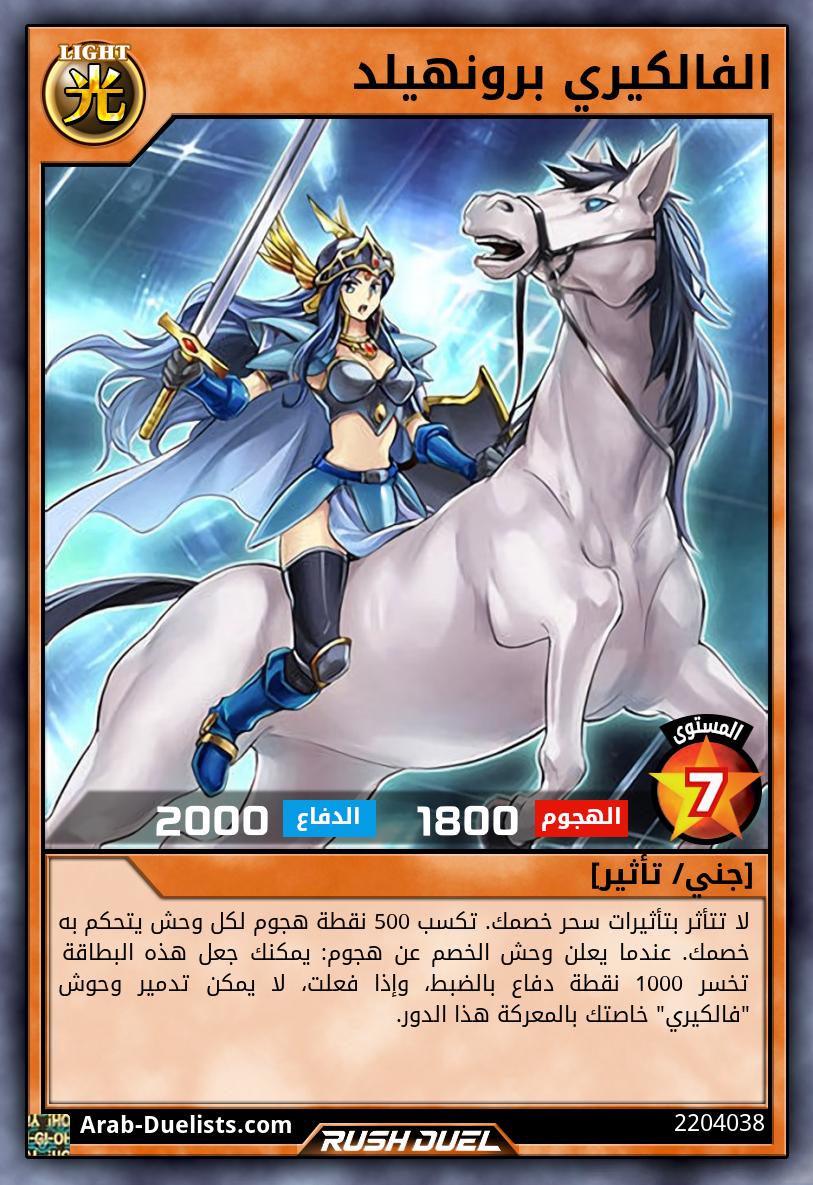 الفالكيري برونهيلد
LIGHT
光
المستوى
7
الهجوم 1800 الدفاع 2000
[جني/ تأثير]
لا تتأثر بتأثيرات سحر خصمك. تكسب 500 نقطة هجوم لكل وحش يتحكم به
خصمك. عندما يعلن وحش الخصم عن هجوم: يمكنك جعل هذه البطاقة
تخسر 1000 نقطة دفاع بالضبط، وإذا فعلت، لا يمكن تدمير وحوش
"فالكيري" خاصتك بالمعركة هذا الدور.
Arab-Duelists.com
RUSH DUEL
2204038